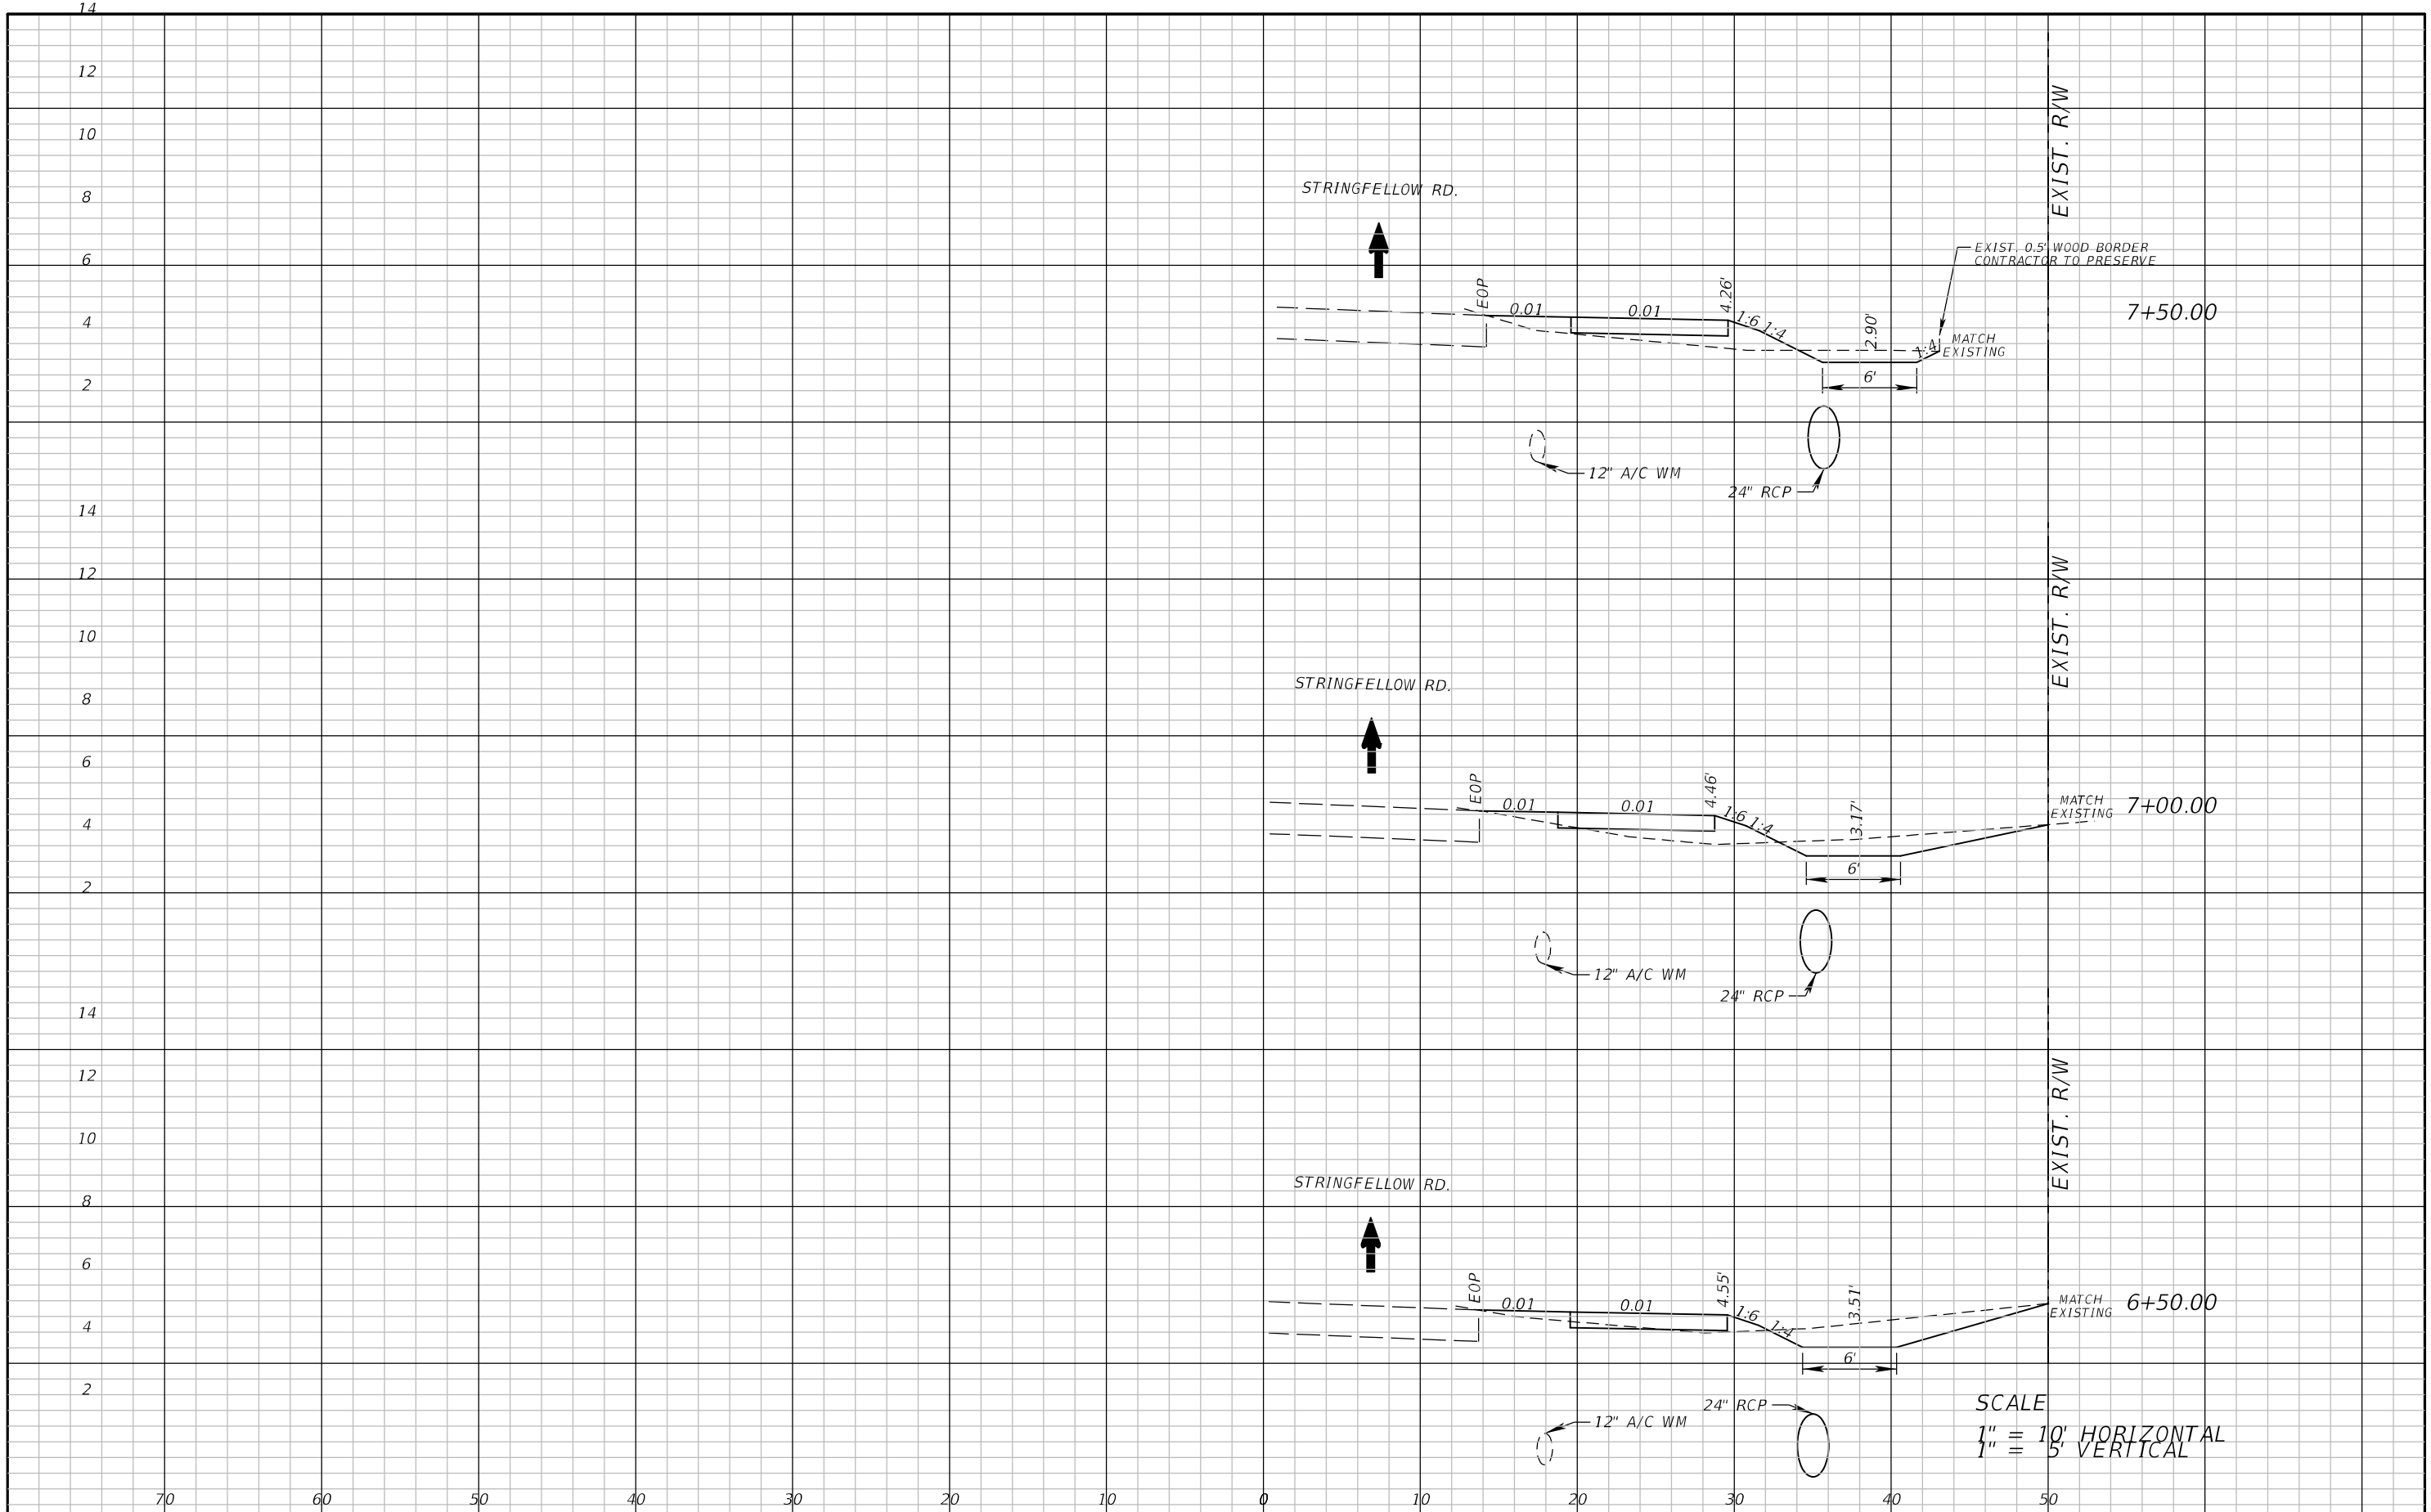 14
12
10
8
6
4
2
STRINGFELLOW RD.
EXIST. R/W
EXIST. 0.5' WOOD BORDER
CONTRACTOR TO PRESERVE
EOP
0.01
0.01
4.26'
1:6
1:4
2.90'
1:4
MATCH
EXISTING
7+50.00
6'
12" A/C WM
24" RCP
14
12
10
8
6
4
2
EXIST. R/W
STRINGFELLOW RD.
EOP
0.01
0.01
4.46'
1:6
1:4
3.17'
MATCH
EXISTING
7+00.00
6'
12" A/C WM
24" RCP
14
12
10
8
6
4
2
EXIST. R/W
STRINGFELLOW RD.
EOP
0.01
0.01
4.55'
1:6
1:4
3.51'
MATCH
EXISTING
6+50.00
6'
24" RCP
12" A/C WM
SCALE
1" = 10' HORIZONTAL
1" = 5' VERTICAL
70 60 50 40 30 20 10 0 10 20 30 40 50